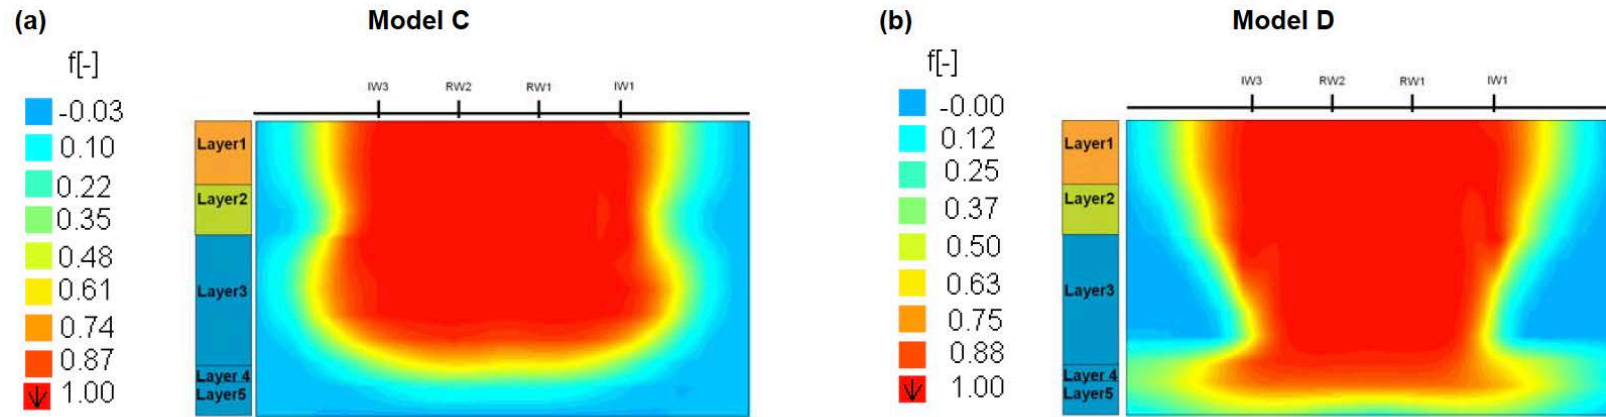 (a)
Model C
f[-]
-0.03
0.10
0.22
0.35
0.48
0.61
0.74
0.87
1.00
IW3
RW2
RW1
IW1
Layer1
Layer2
Layer3
Layer 4
Layer5
(b)
Model D
f[-]
-0.00
0.12
0.25
0.37
0.50
0.63
0.75
0.88
1.00
IW3
RW2
RW1
IW1
Layer1
Layer2
Layer3
Layer 4
Layer5